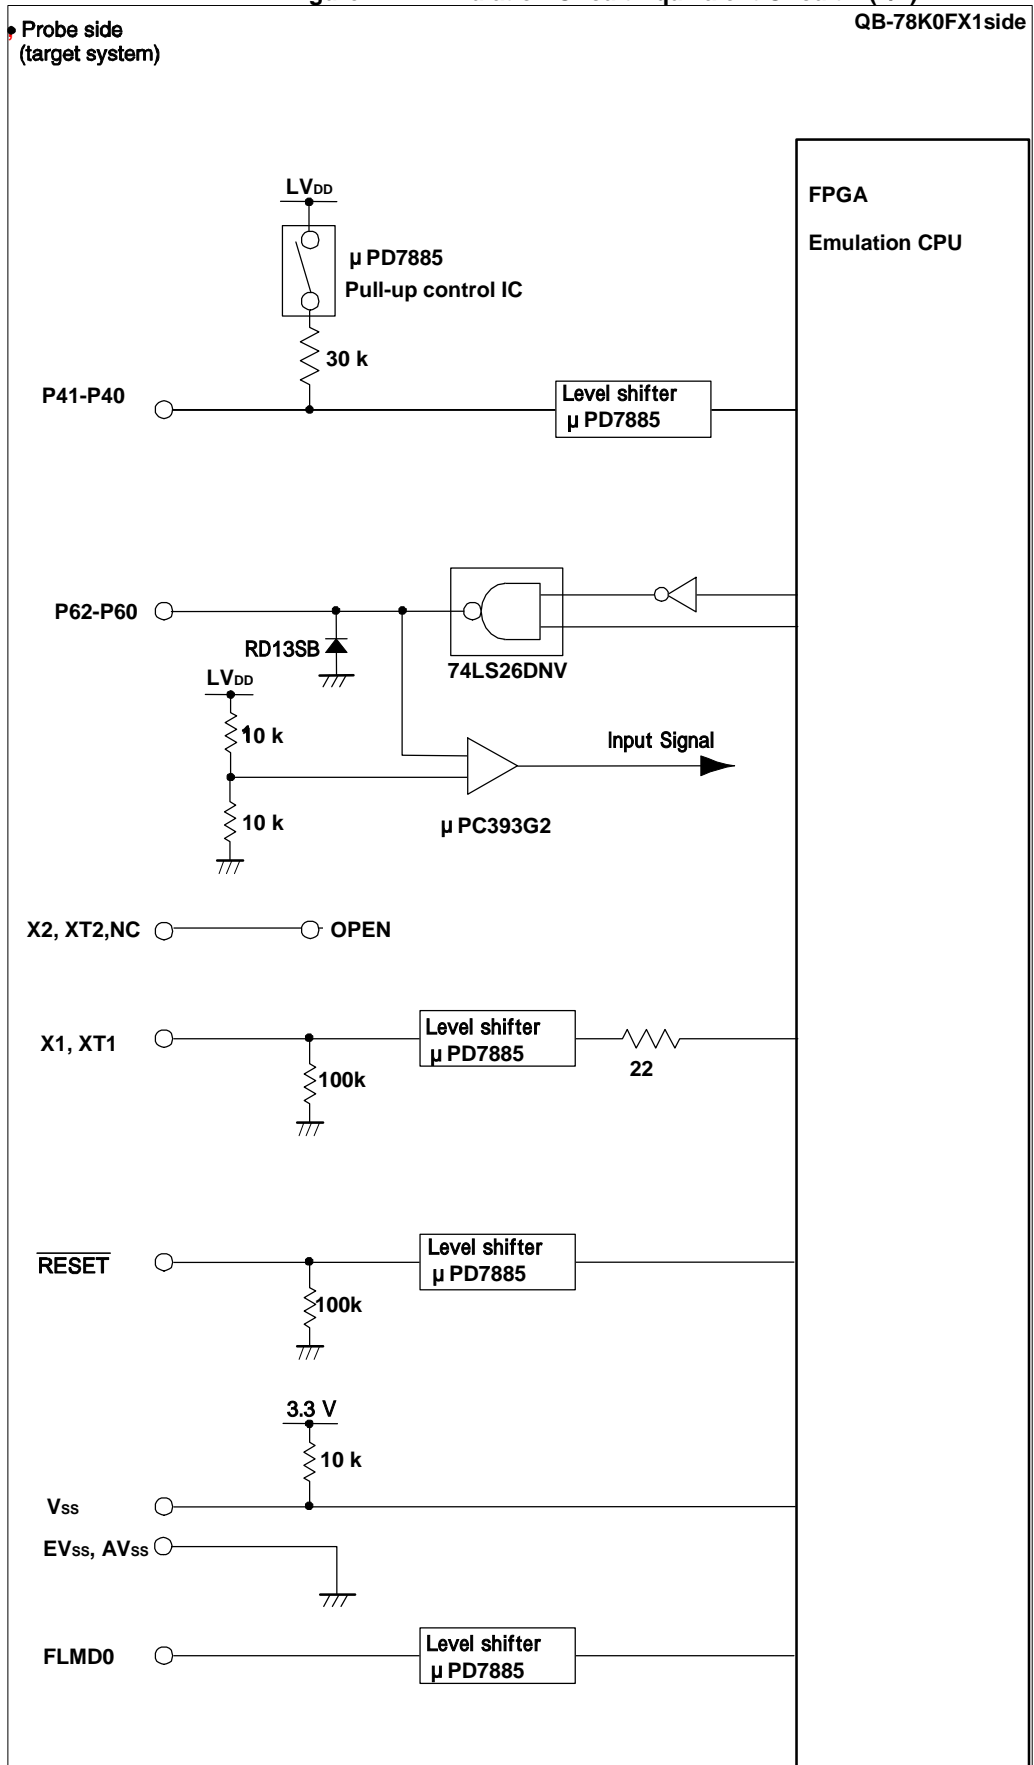 Probe side
(target system)
QB-78K0FX1side
FPGA
Emulation CPU
LVDD
µ PD7885
Pull-up control IC
30 k
P41-P40
Level shifter
µ PD7885
P62-P60
RD13SB
74LS26DNV
LVDD
10 k
Input Signal
10 k
µ PC393G2
X2, XT2,NC
OPEN
X1, XT1
Level shifter
µ PD7885
22
100k
RESET
Level shifter
µ PD7885
100k
3.3 V
10 k
Vss
EVss, AVss
FLMD0
Level shifter
µ PD7885